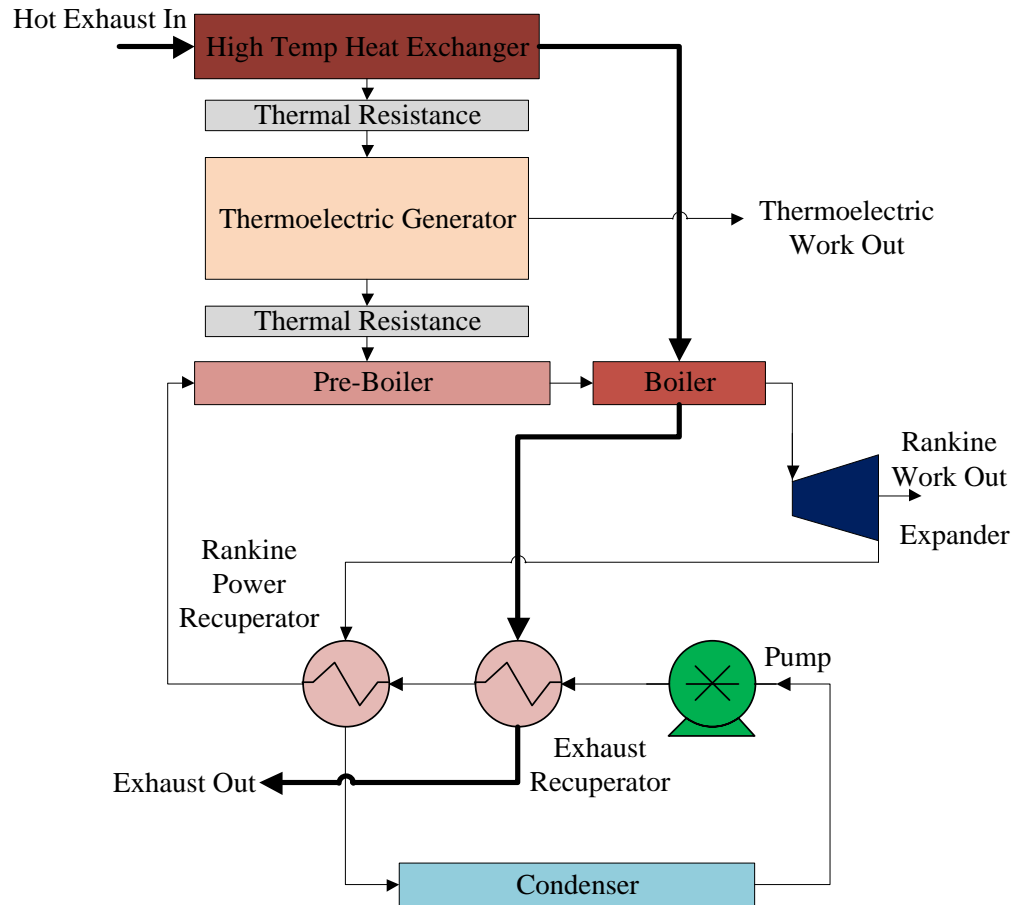 Hot Exhaust In
High Temp Heat Exchanger
Thermal Resistance
Thermoelectric Generator
Thermoelectric
Work Out
Thermal Resistance
Pre-Boiler
Boiler
Rankine
Work Out
Expander
Rankine
Power
Recuperator
Pump
Exhaust
Recuperator
Exhaust Out
Condenser